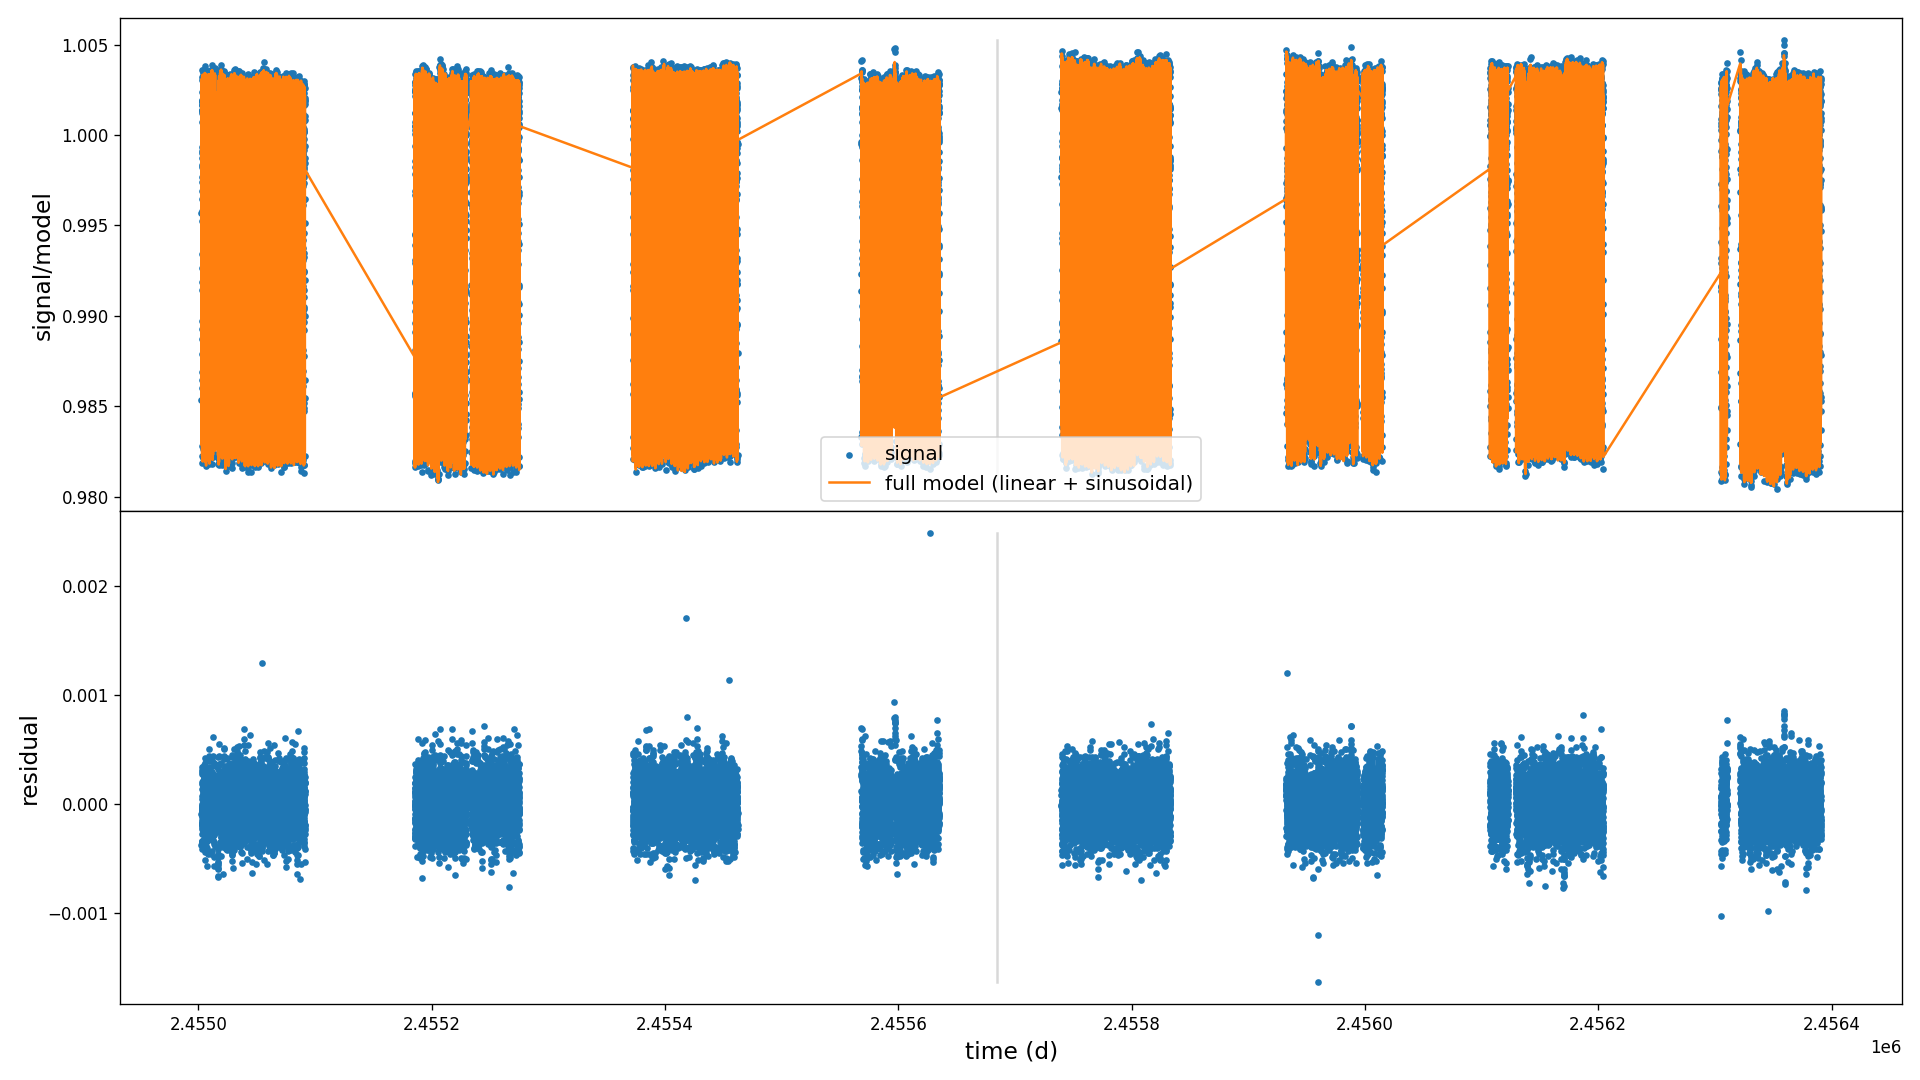 1.005
1.000
0.995
0.990
0.985
0.980
signal/model
signal
full model (linear + sinusoidal)
0.002
0.001
0.000
−0.001
residual
2.4550 2.4552 2.4554 2.4556 2.4558 2.4560 2.4562 2.4564
1e6
time (d)